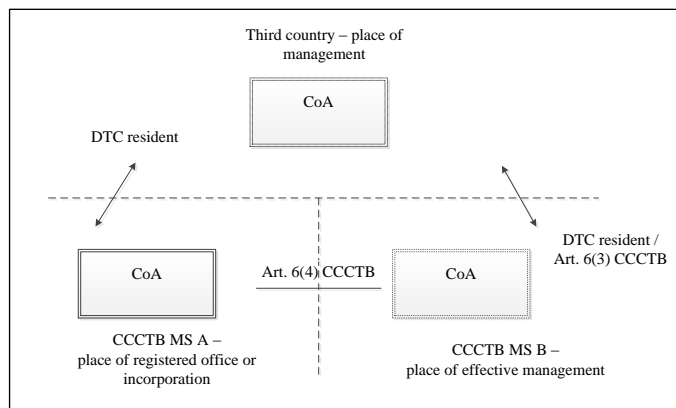 Third country – place of
management
CoA
DTC resident
CoA
Art. 6(4) CCCTB
CoA
DTC resident /
Art. 6(3) CCCTB
CCCTB MS A –
place of registered office or
incorporation
CCCTB MS B –
place of effective management